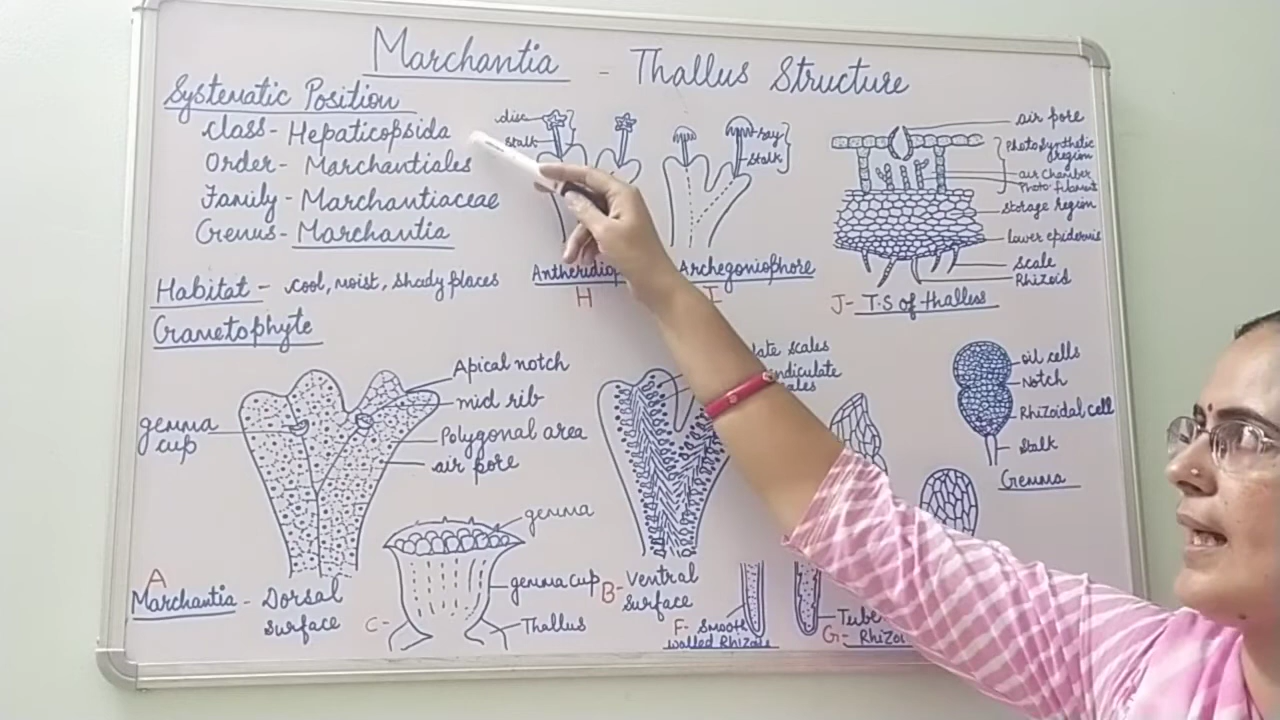 Marchantia - Thallus Structure
Systematic Position
Class - Hepaticopsida
Order - Marchantiales
Family - Marchantiaceae
Genus - Marchantia
Habitat - cool, moist, shady places
Gametophyte
disc
stalk
ray
stalk
Archegoniophore
H
I
air pore
Photosynthetic
region
air chamber
Photo filament
Storage region
lower epidermis
Scale
Rhizoid
J - T.S of thallus
gemma
cup
Apical notch
mid rib
Polygonal area
air pore
A
Marchantia - Dorsal
surface
gemma
gemma cup
Thallus
C -
scales
B - Ventral
surface
F - Smooth
walled Rhizoids
Tube
G -
oil cells
Notch
Rhizoidal cell
Stalk
Gemma